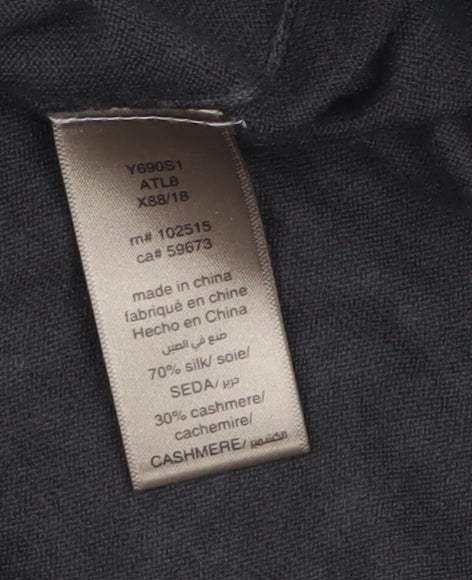 Y690S1
ATL8
X88/18
rn# 102515
ca# 59673
made in china
fabriqué en chine
Hecho en China
صنع في الصين
70% silk/ soie/
SEDA/ حرير
30% cashmere/
cachemire/
CASHMERE/ الكشمير